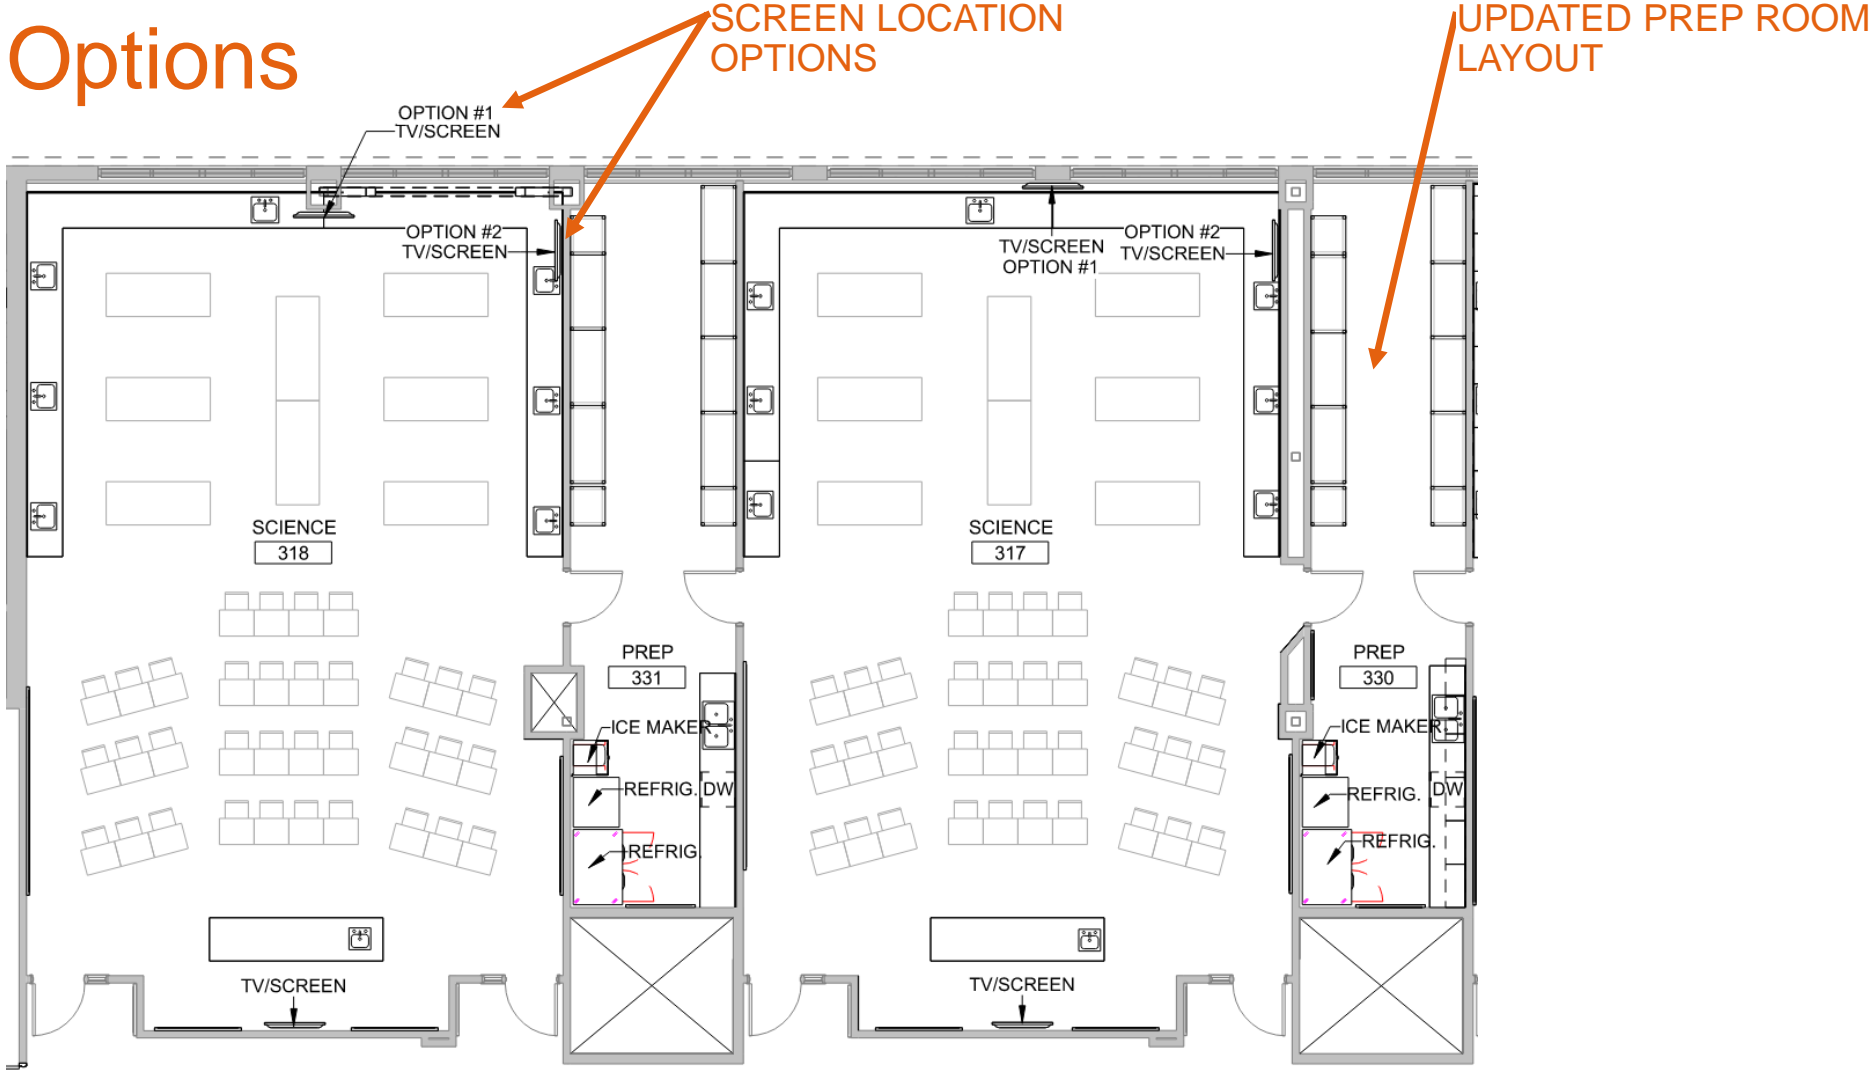 Options
SCREEN LOCATION
OPTIONS
UPDATED PREP ROOM
LAYOUT
OPTION #1
TV/SCREEN
OPTION #2
TV/SCREEN
TV/SCREEN
OPTION #1
OPTION #2
TV/SCREEN
SCIENCE
318
SCIENCE
317
PREP
331
PREP
330
ICE MAKER
REFRIG.
DW
REFRIG.
ICE MAKER
REFRIG.
DW
REFRIG.
TV/SCREEN
TV/SCREEN